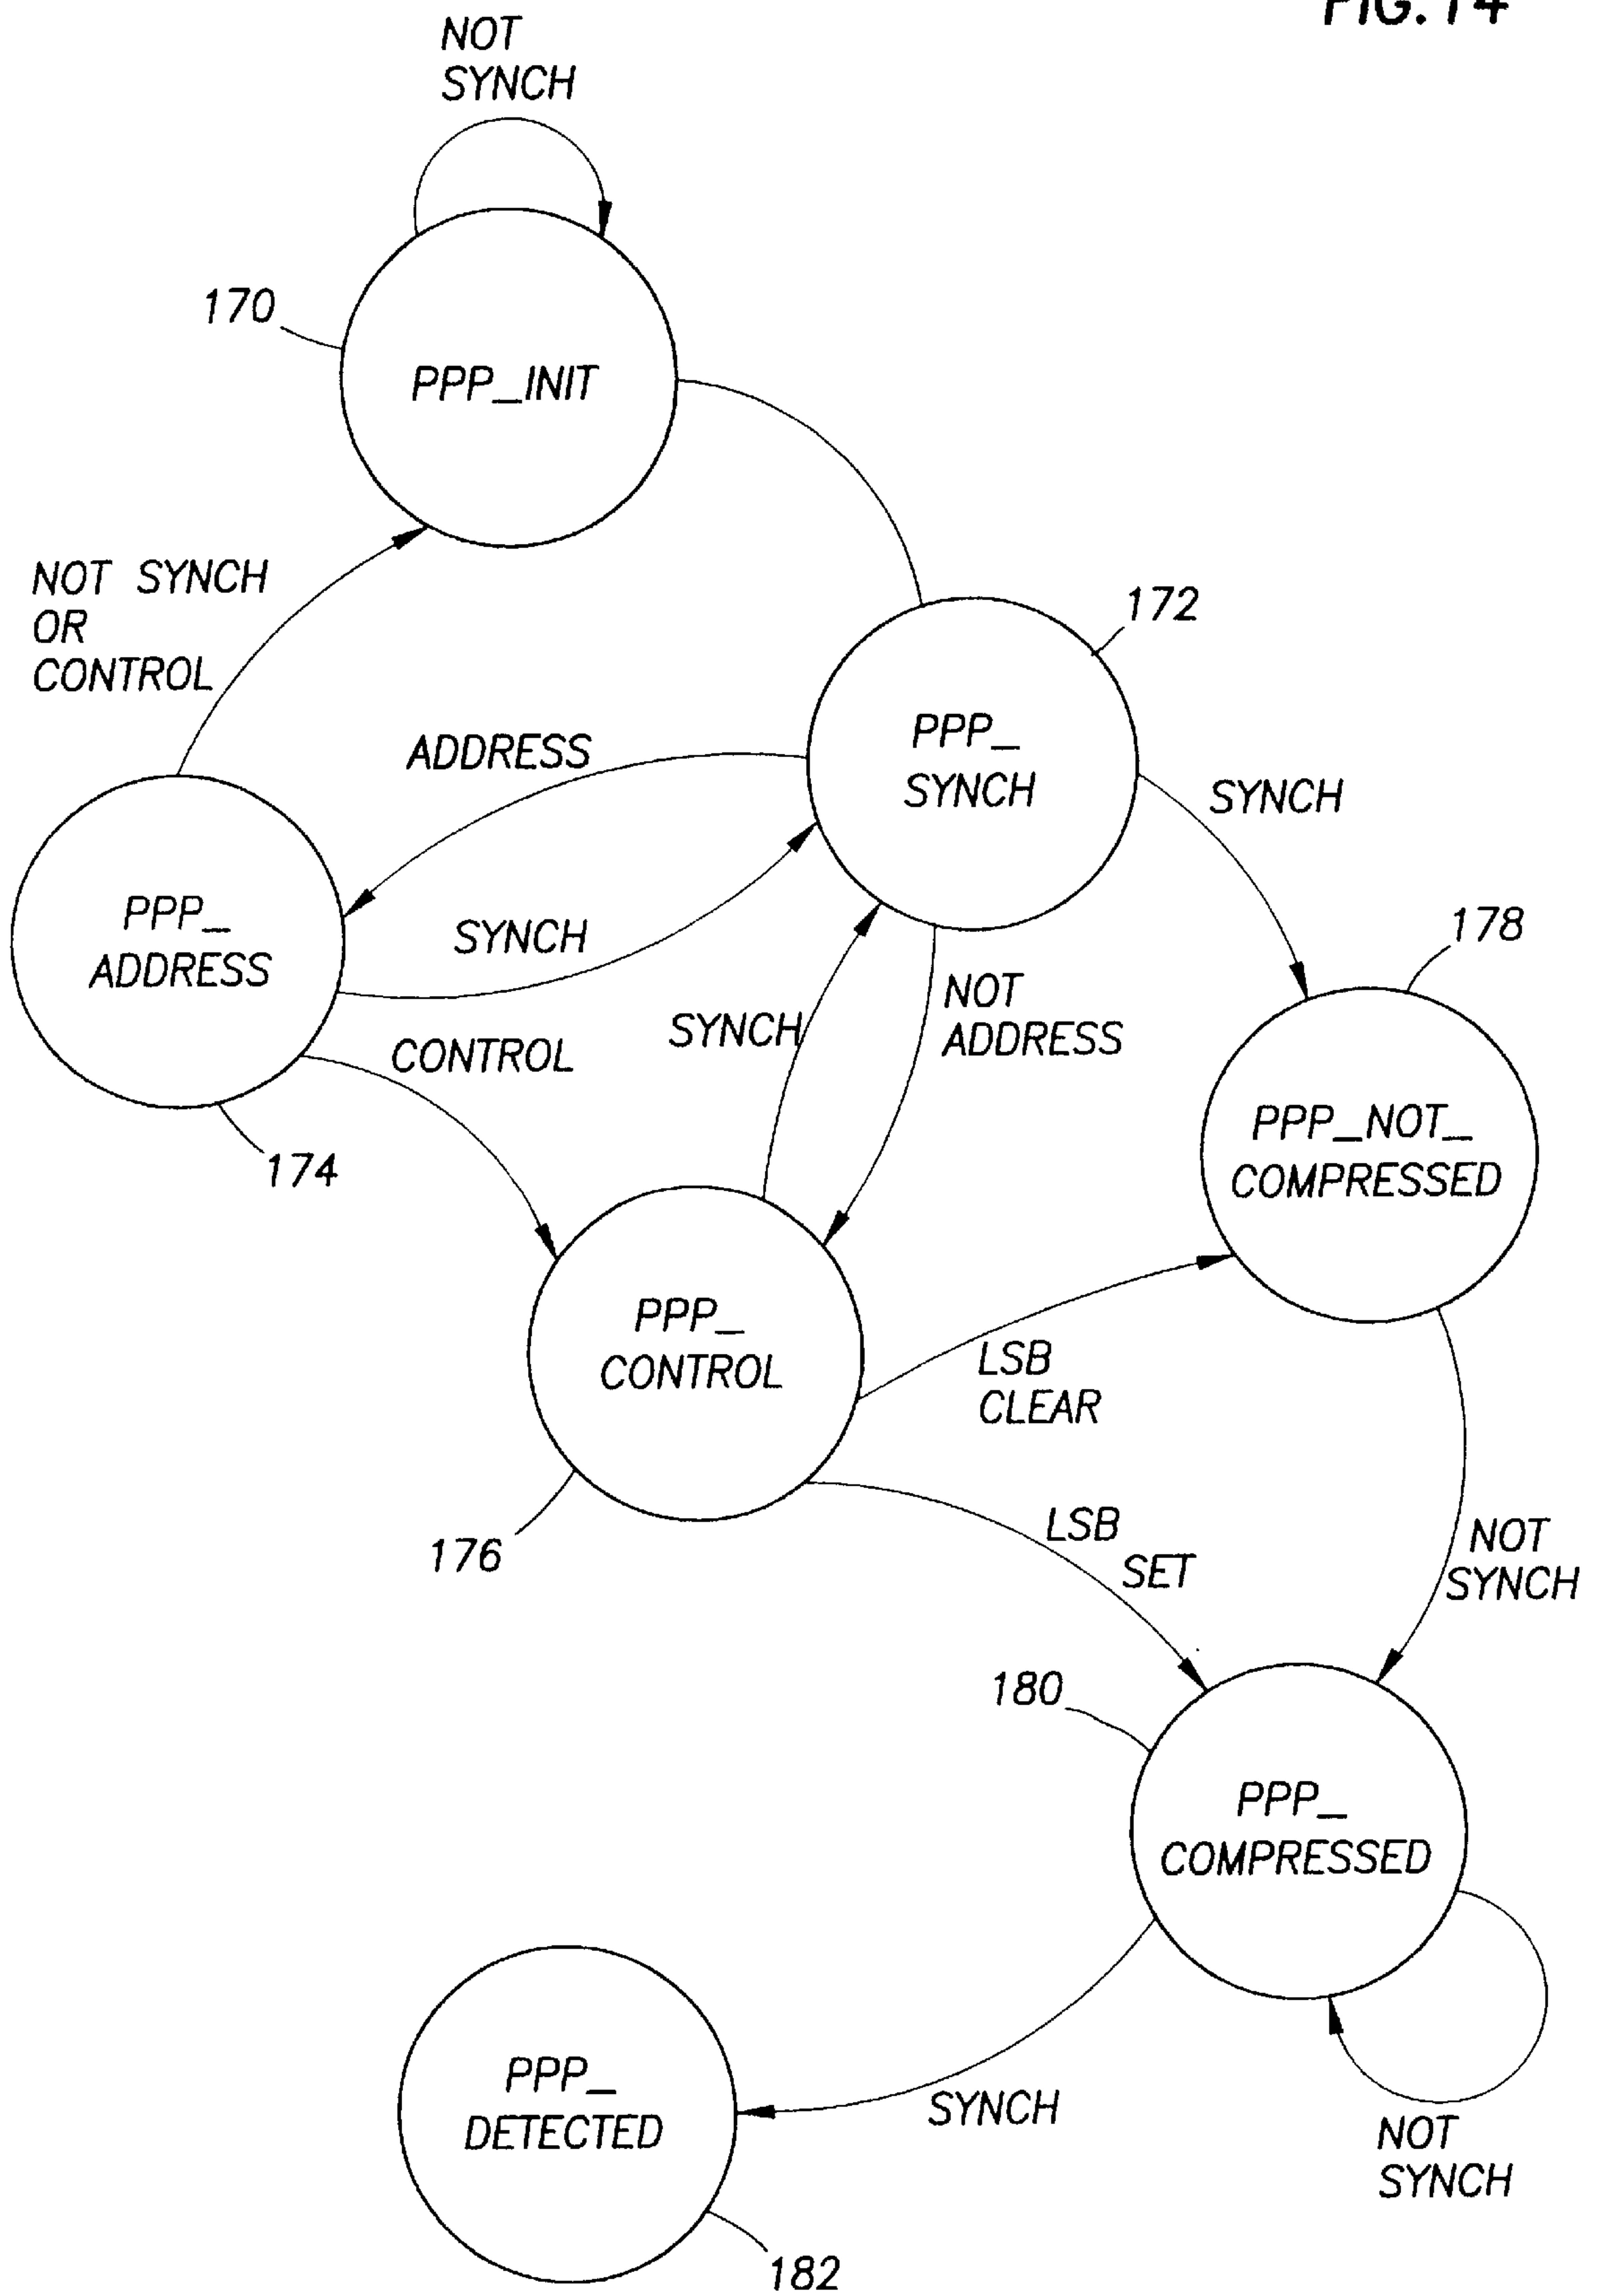 FIG. 14
NOT
SYNCH
170
PPP_INIT
NOT SYNCH
OR
CONTROL
172
PPP_
SYNCH
ADDRESS
SYNCH
178
PPP_
ADDRESS
SYNCH
NOT
ADDRESS
SYNCH
CONTROL
174
PPP_NOT_
COMPRESSED
PPP_
CONTROL
LSB
CLEAR
176
LSB
SET
NOT
SYNCH
180
PPP_
COMPRESSED
PPP_
DETECTED
SYNCH
NOT
SYNCH
182